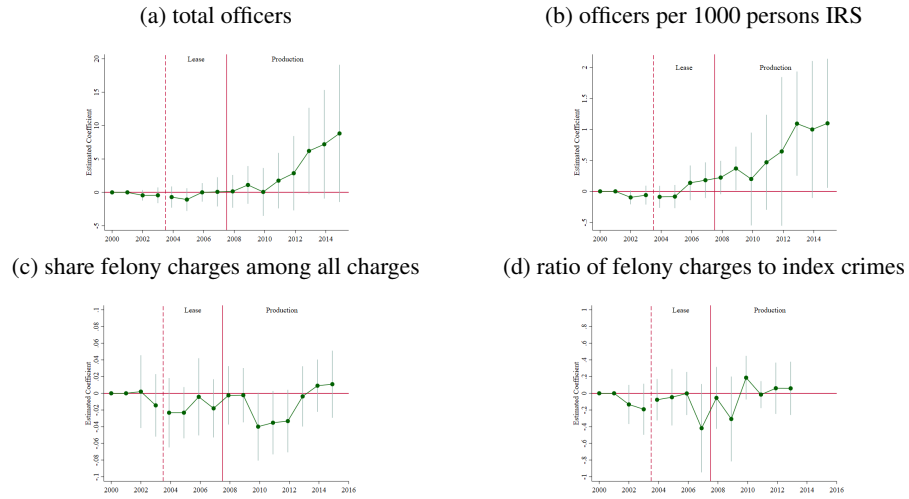 (a) total officers
(b) officers per 1000 persons IRS
Lease Production
Lease Production
Estimated Coefficient
20
15
10
5
0
-5
2000 2002 2004 2006 2008 2010 2012 2014
Estimated Coefficient
2
1.5
1
.5
0
-.5
2000 2002 2004 2006 2008 2010 2012 2014
(c) share felony charges among all charges
(d) ratio of felony charges to index crimes
Lease Production
Lease Production
Estimated Coefficient
.1
.08
.06
.04
.02
0
-.02
-.04
-.06
-.08
-.1
2000 2002 2004 2006 2008 2010 2012 2014 2016
Estimated Coefficient
1
.8
.6
.4
.2
0
-.2
-.4
-.6
-.8
-1
2000 2002 2004 2006 2008 2010 2012 2014 2016